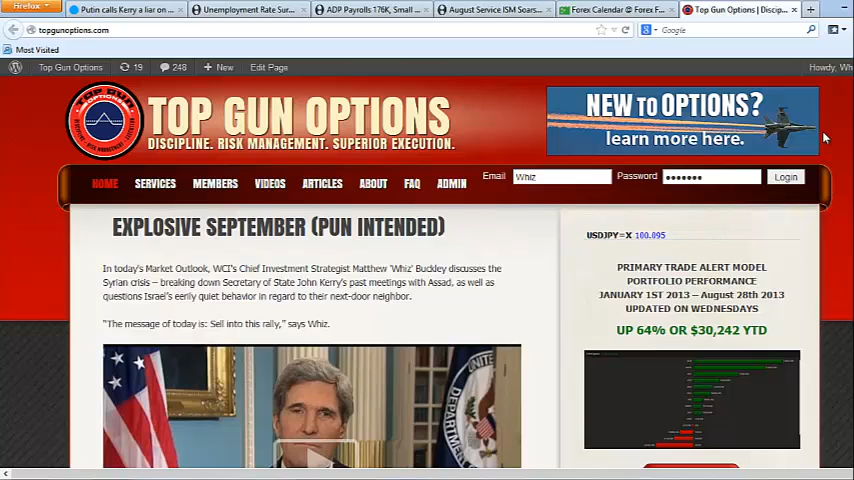 Firefox
Putin calls Kerry a liar on ...
Unemployment Rate Sur...
ADP Payrolls 176K, Small ...
August Service ISM Soars...
Forex Calendar @ Forex F...
Top Gun Options | Discip...
topgunoptions.com
Google
Most Visited
Top Gun Options
19
248
+ New
Edit Page
Howdy, Wh
TOP GUN OPTIONS
DISCIPLINE. RISK MANAGEMENT. SUPERIOR EXECUTION.
NEW TO OPTIONS?
learn more here.
HOME SERVICES MEMBERS VIDEOS ARTICLES ABOUT FAQ ADMIN
Email Whiz Password ••••••• Login
EXPLOSIVE SEPTEMBER (PUN INTENDED)
In today's Market Outlook, WCI's Chief Investment Strategist Matthew 'Whiz' Buckley discusses the
Syrian crisis – breaking down Secretary of State John Kerry's past meetings with Assad, as well as
questions Israel's eerily quiet behavior in regard to their next-door neighbor.
"The message of today is: Sell into this rally," says Whiz.
USDJPY=X 100.095
PRIMARY TRADE ALERT MODEL
PORTFOLIO PERFORMANCE
JANUARY 1ST 2013 – August 28th 2013
UPDATED ON WEDNESDAYS
UP 64% OR $30,242 YTD